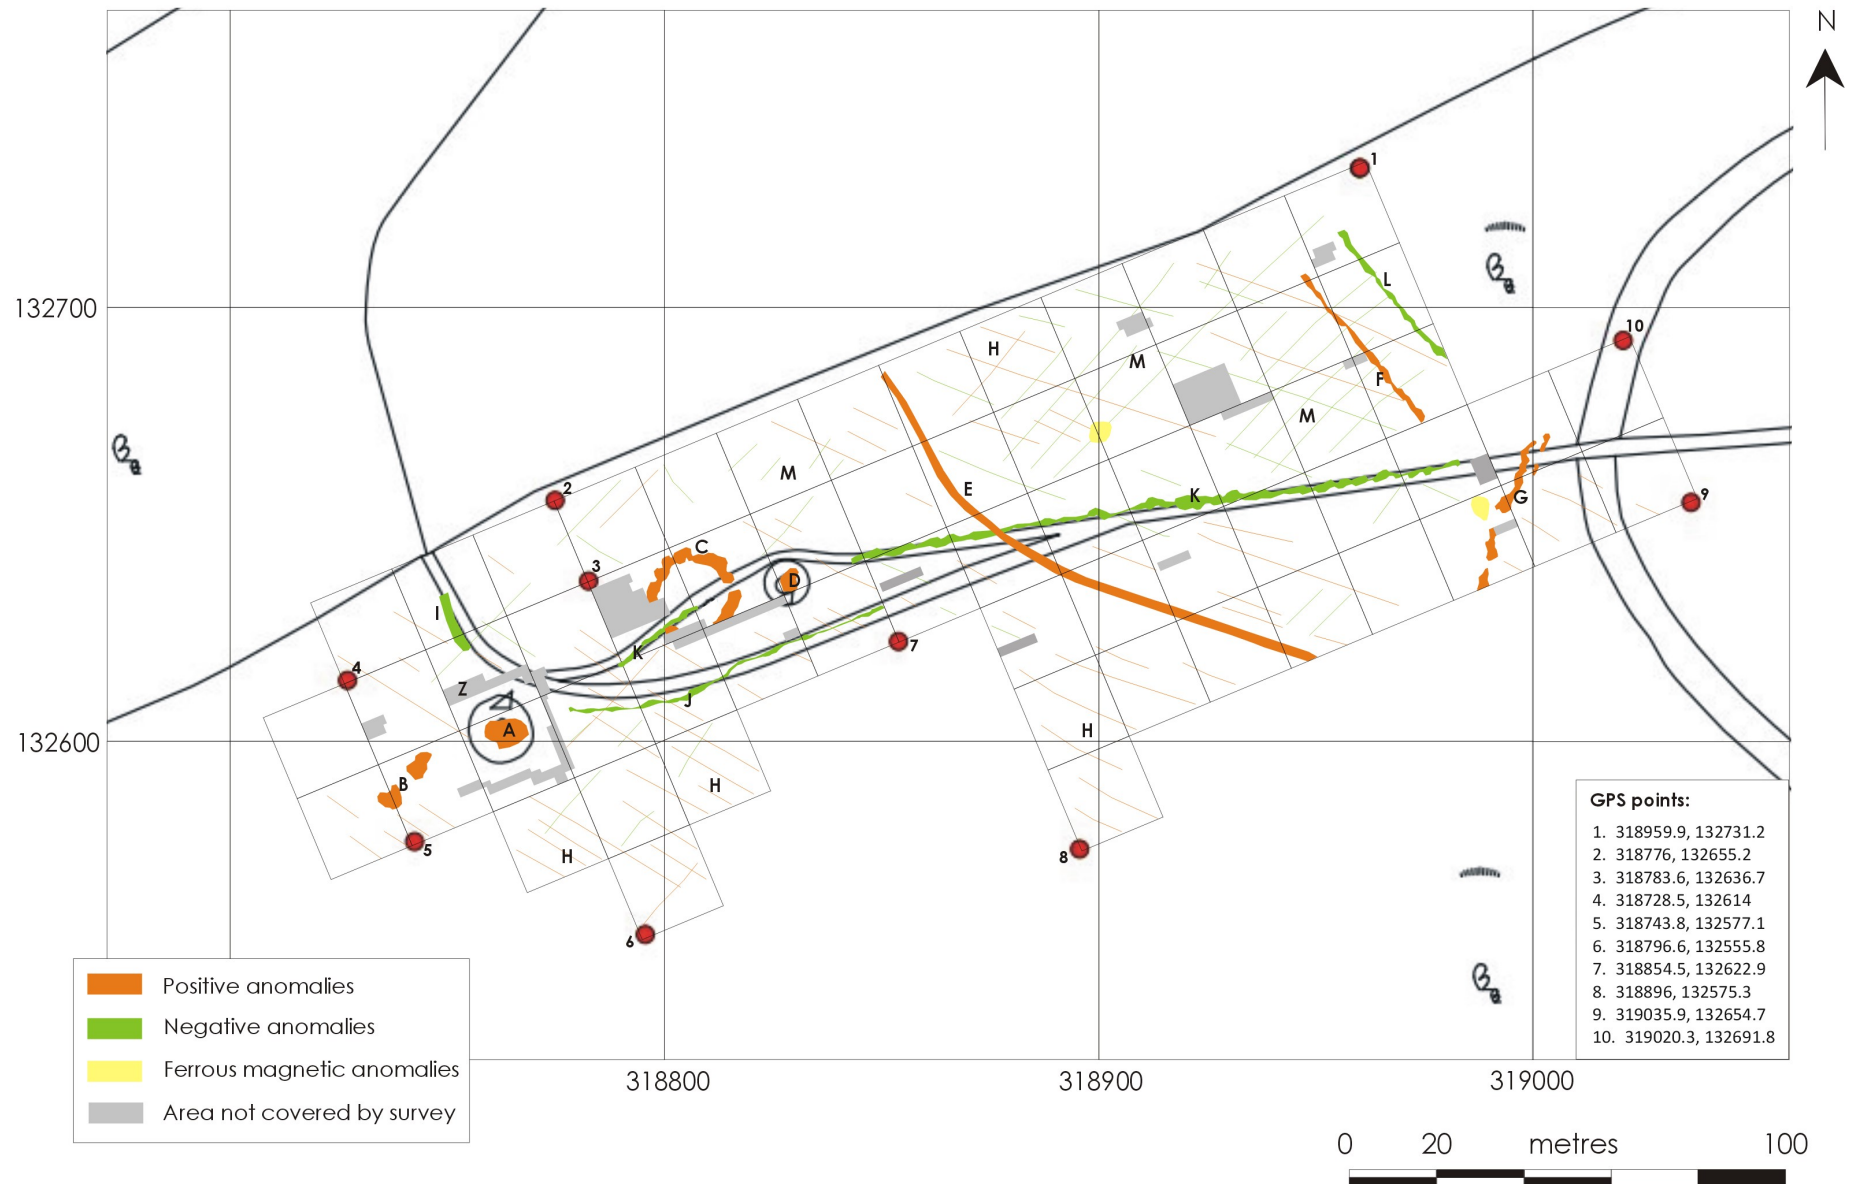 N
1
132700
L
10
H
M
F
M
2
M
E
K
G
9
C
3
D
I
K
7
4
Z
J
132600
A
H
B
H
5
H
8
6
GPS points:
1. 318959.9, 132731.2
2. 318776, 132655.2
3. 318783.6, 132636.7
4. 318728.5, 132614
5. 318743.8, 132577.1
6. 318796.6, 132555.8
7. 318854.5, 132622.9
8. 318896, 132575.3
9. 319035.9, 132654.7
10. 319020.3, 132691.8
Positive anomalies
Negative anomalies
Ferrous magnetic anomalies
Area not covered by survey
318800 318900 319000
0 20 metres 100